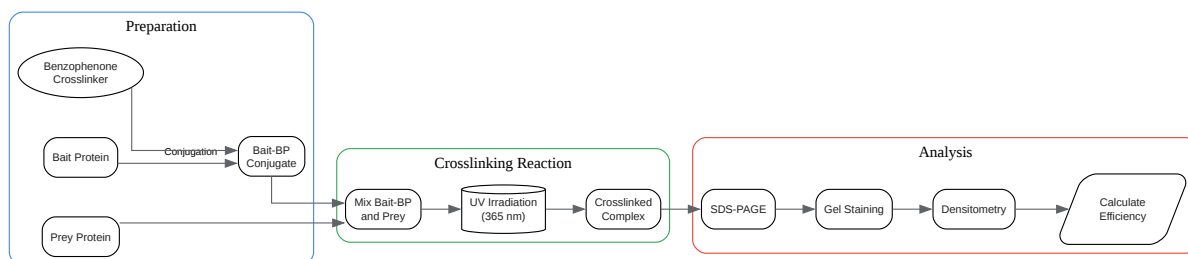 Preparation
Benzophenone
Crosslinker
Bait Protein
Conjugation
Bait-BP
Conjugate
Prey Protein
Crosslinking Reaction
Mix Bait-BP
and Prey
UV Irradiation
(365 nm)
Crosslinked
Complex
Analysis
SDS-PAGE
Gel Staining
Densitometry
Calculate
Efficiency